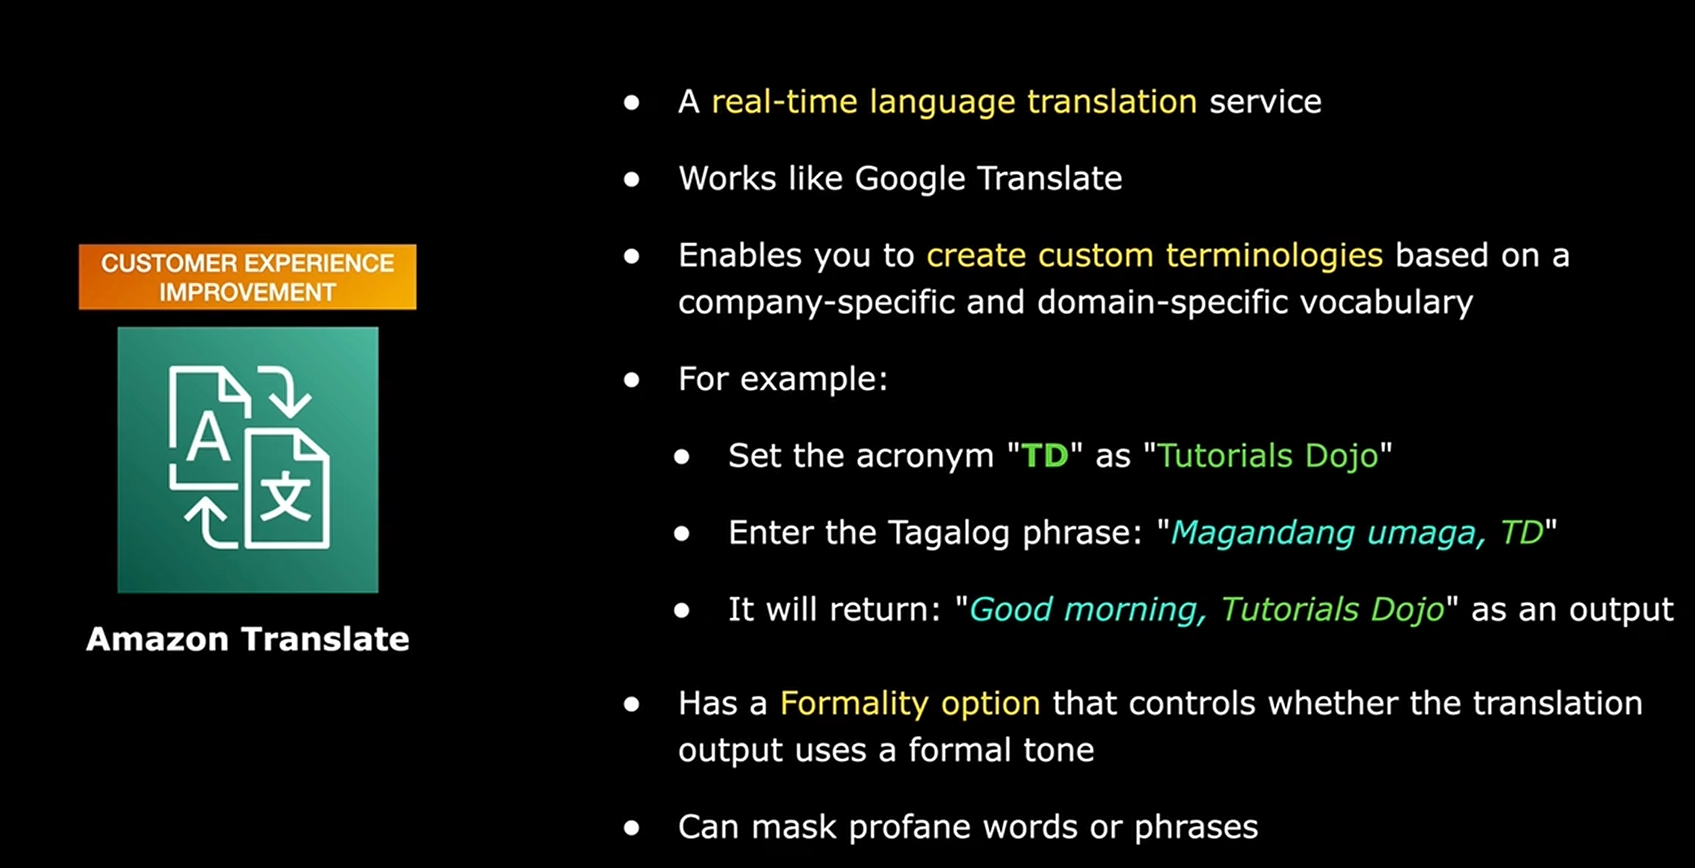 CUSTOMER EXPERIENCE
IMPROVEMENT
A
文
Amazon Translate
● A real-time language translation service
● Works like Google Translate
● Enables you to create custom terminologies based on a
company-specific and domain-specific vocabulary
● For example:
● Set the acronym "TD" as "Tutorials Dojo"
● Enter the Tagalog phrase: "Magandang umaga, TD"
● It will return: "Good morning, Tutorials Dojo" as an output
● Has a Formality option that controls whether the translation
output uses a formal tone
● Can mask profane words or phrases